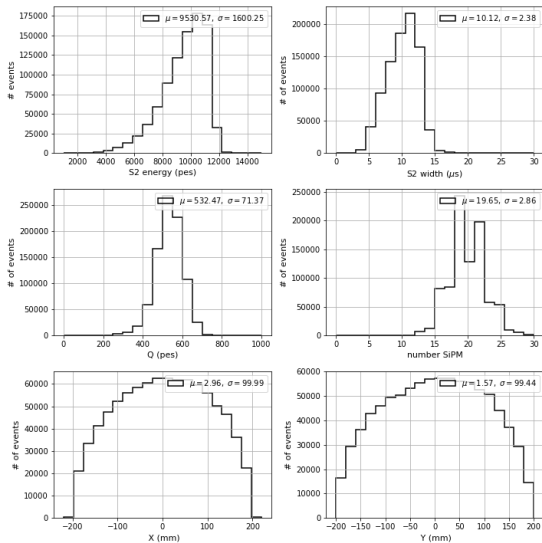 175000
150000
125000
100000
75000
50000
25000
0
# events
μ=9530.57, σ=1600.25
2000 4000 6000 8000 10000 12000 14000
S2 energy (pes)
200000
150000
100000
50000
0
# of events
μ=10.12, σ=2.38
0 5 10 15 20 25 30
S2 width (μs)
250000
200000
150000
100000
50000
0
# of events
μ=532.47, σ=71.37
0 200 400 600 800 1000
Q (pes)
250000
200000
150000
100000
50000
0
# of events
μ=19.65, σ=2.86
0 5 10 15 20 25 30
number SiPM
60000
50000
40000
30000
20000
10000
0
# of events
μ=2.96, σ=99.99
−200 −100 0 100 200
X (mm)
60000
50000
40000
30000
20000
10000
0
# of events
μ=1.57, σ=99.44
−200 −150 −100 −50 0 50 100 150 200
Y (mm)